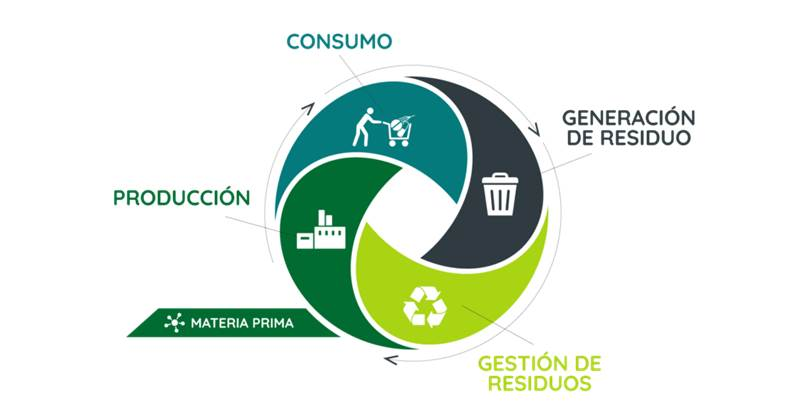 CONSUMO
GENERACIÓN
DE RESIDUO
PRODUCCIÓN
MATERIA PRIMA
GESTIÓN DE
RESIDUOS